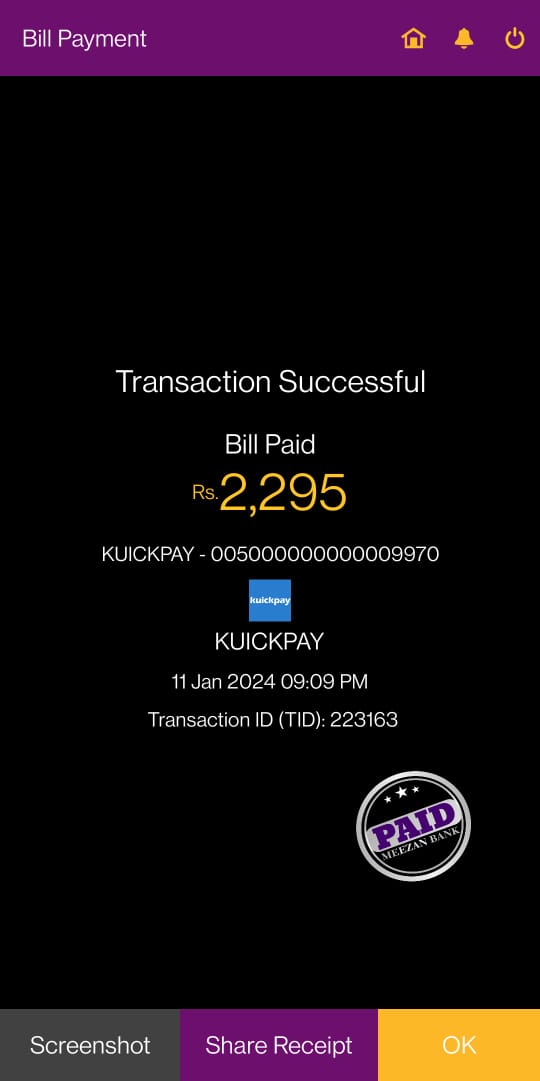 Bill Payment
Transaction Successful
Bill Paid
Rs.2,295
KUICKPAY - 005000000000009970
kuickpay
KUICKPAY
11 Jan 2024 09:09 PM
Transaction ID (TID): 223163
PAID
MEEZAN BANK
Screenshot
Share Receipt
OK